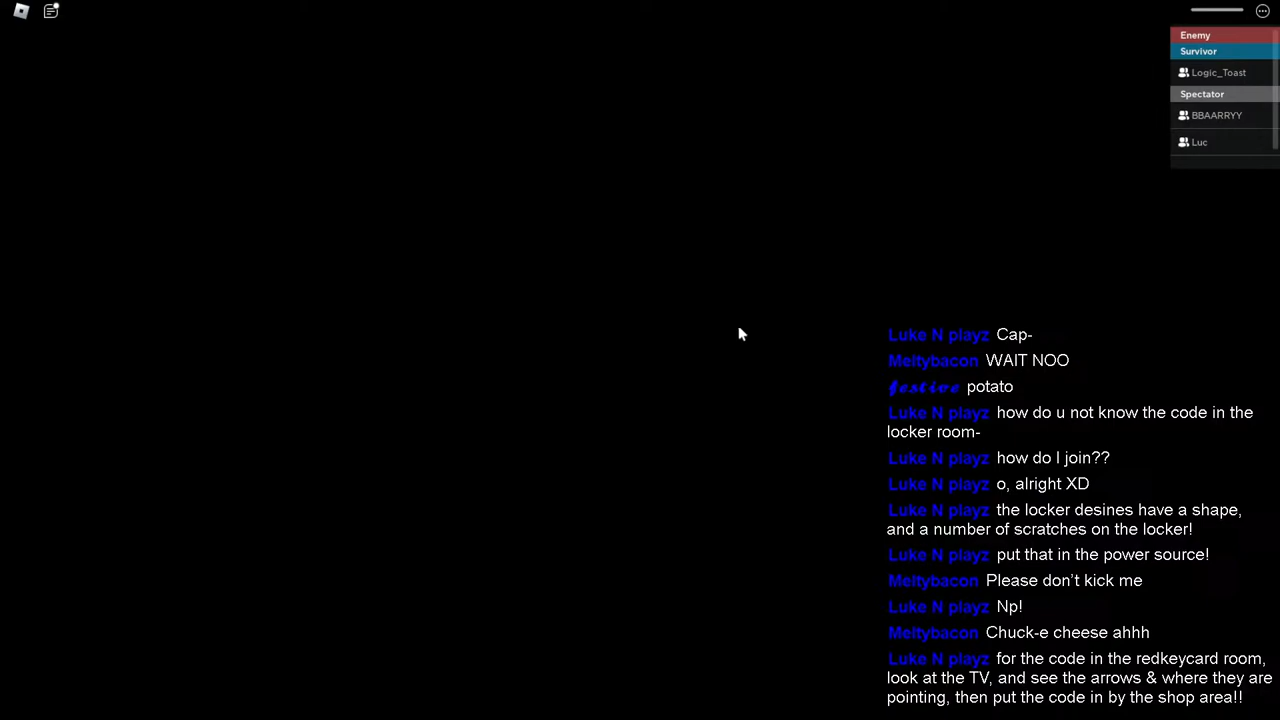 Enemy
Survivor
Logic_Toast
Spectator
BBAARRYY
Luc
Luke N playz Cap-
Meltybacon WAIT NOO
𝓯𝓮𝓼𝓽𝓲𝓿𝓮 potato
Luke N playz how do u not know the code in the
locker room-
Luke N playz how do I join??
Luke N playz o, alright XD
Luke N playz the locker desines have a shape,
and a number of scratches on the locker!
Luke N playz put that in the power source!
Meltybacon Please don’t kick me
Luke N playz Np!
Meltybacon Chuck-e cheese ahhh
Luke N playz for the code in the redkeycard room,
look at the TV, and see the arrows & where they are
pointing, then put the code in by the shop area!!